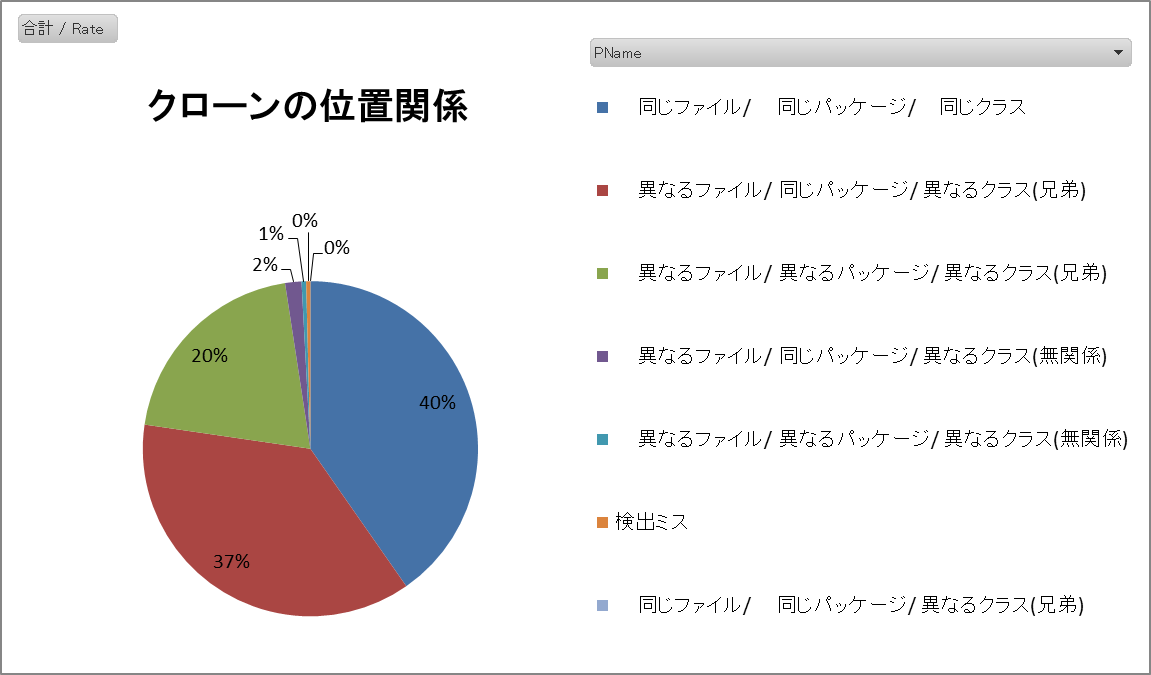 合計 / Rate
PName
クローンの位置関係
同じファイル/ 同じパッケージ/ 同じクラス
異なるファイル/ 同じパッケージ/ 異なるクラス(兄弟)
異なるファイル/ 異なるパッケージ/ 異なるクラス(兄弟)
異なるファイル/ 同じパッケージ/ 異なるクラス(無関係)
異なるファイル/ 異なるパッケージ/ 異なるクラス(無関係)
検出ミス
同じファイル/ 同じパッケージ/ 異なるクラス(兄弟)
0%
1%
0%
2%
20%
40%
37%